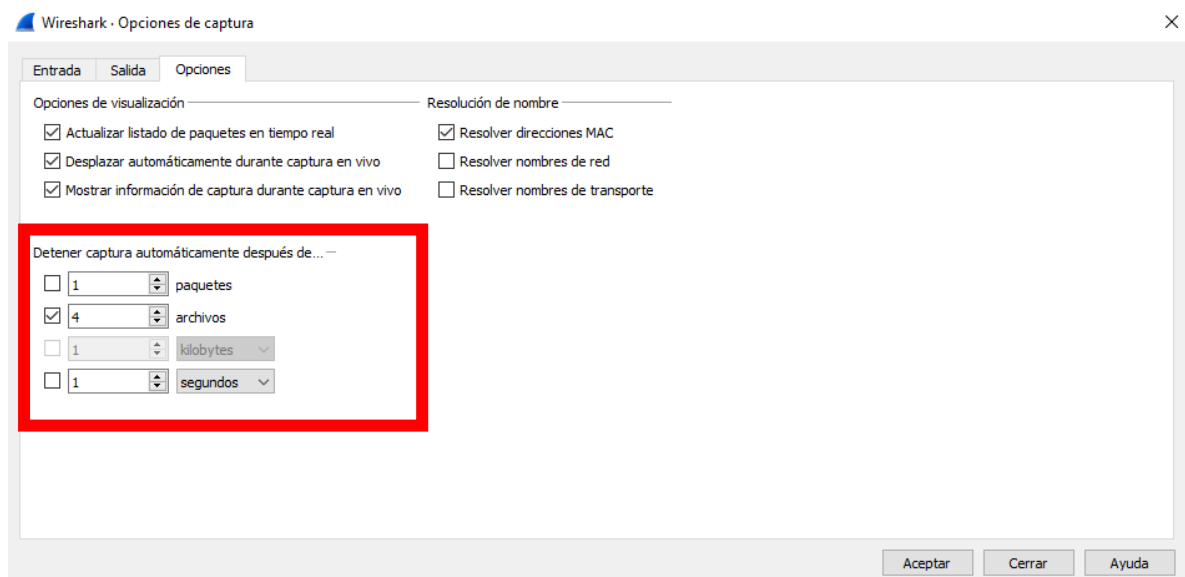 Wireshark · Opciones de captura
Entrada Salida Opciones
Opciones de visualización Resolución de nombre
Actualizar listado de paquetes en tiempo real Resolver direcciones MAC
Desplazar automáticamente durante captura en vivo Resolver nombres de red
Mostrar información de captura durante captura en vivo Resolver nombres de transporte
Detener captura automáticamente después de...
1 paquetes
4 archivos
1 kilobytes
1 segundos
Aceptar Cerrar Ayuda